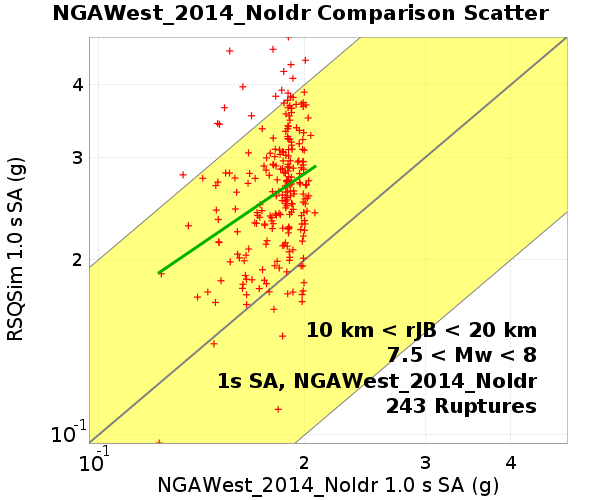 NGAWest_2014_NoIdr Comparison Scatter
RSQSim 1.0 s SA (g)
4
3
2
10-1
10 km < rJB < 20 km
7.5 < Mw < 8
1s SA, NGAWest_2014_NoIdr
243 Ruptures
10-1
2
3
4
NGAWest_2014_NoIdr 1.0 s SA (g)